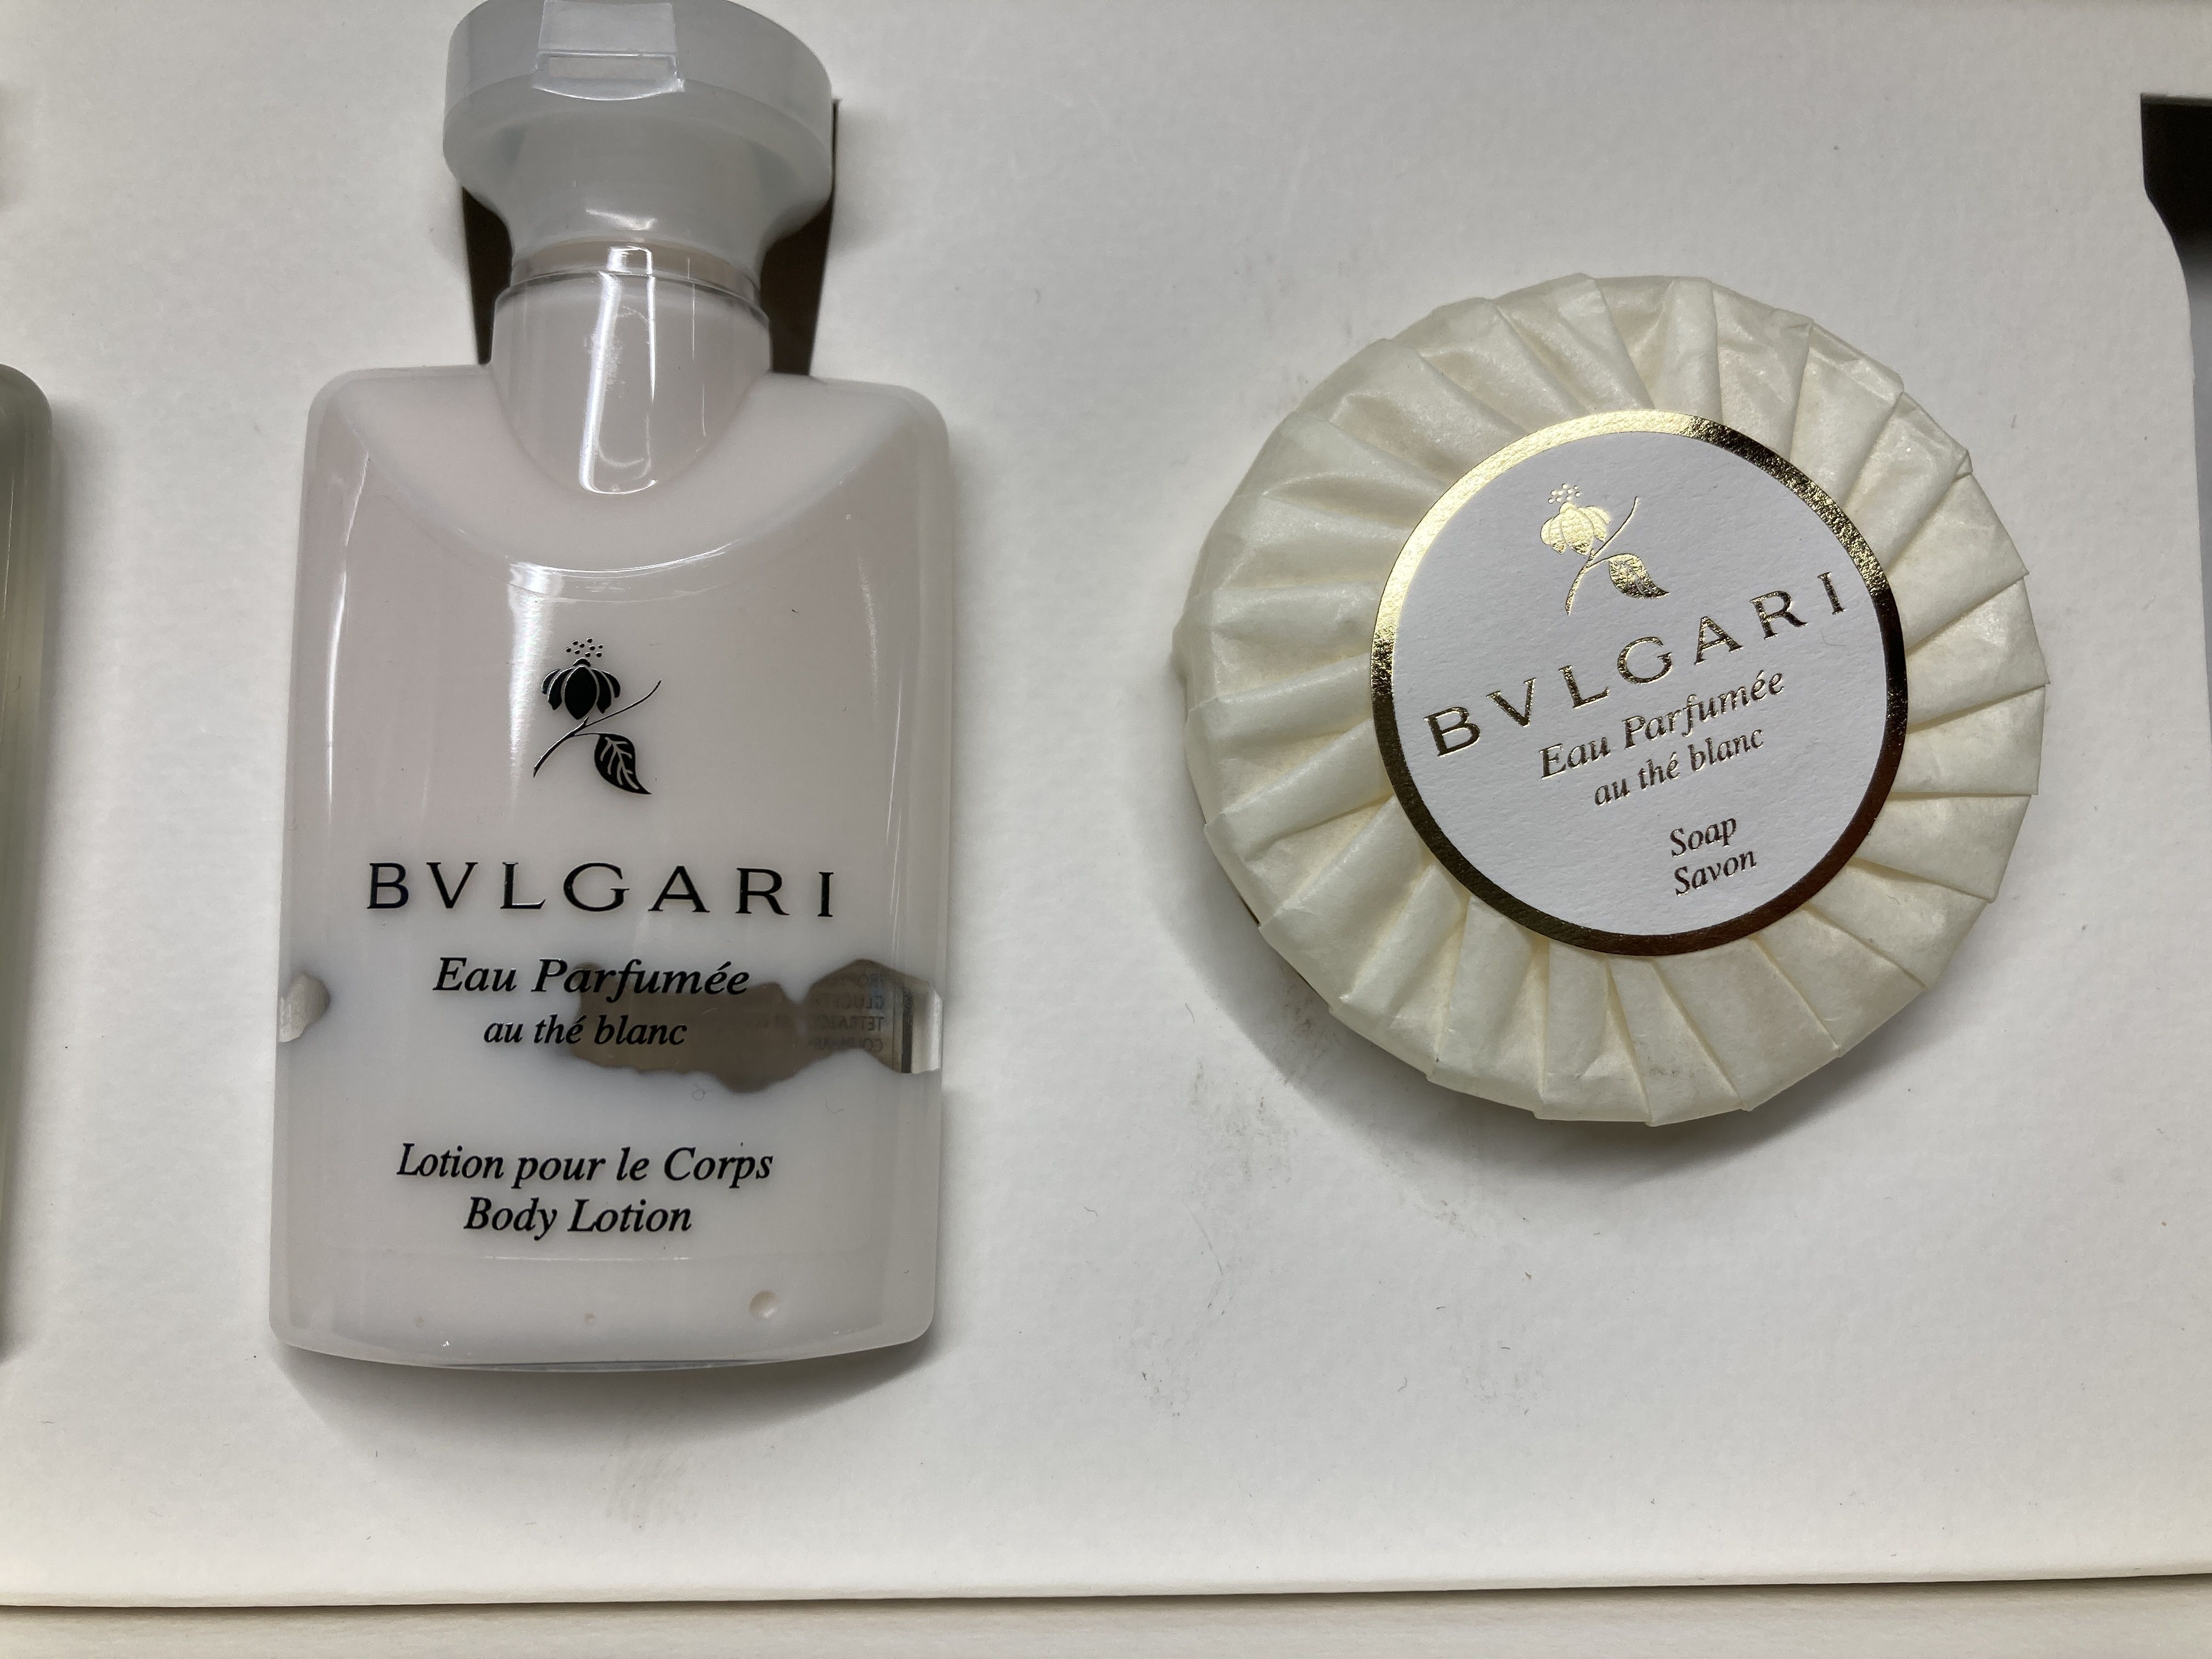 BVLGARI
Eau Parfumée
au thé blanc
Lotion pour le Corps
Body Lotion
BVLGARI
Eau Parfumée
au thé blanc
Soap
Savon